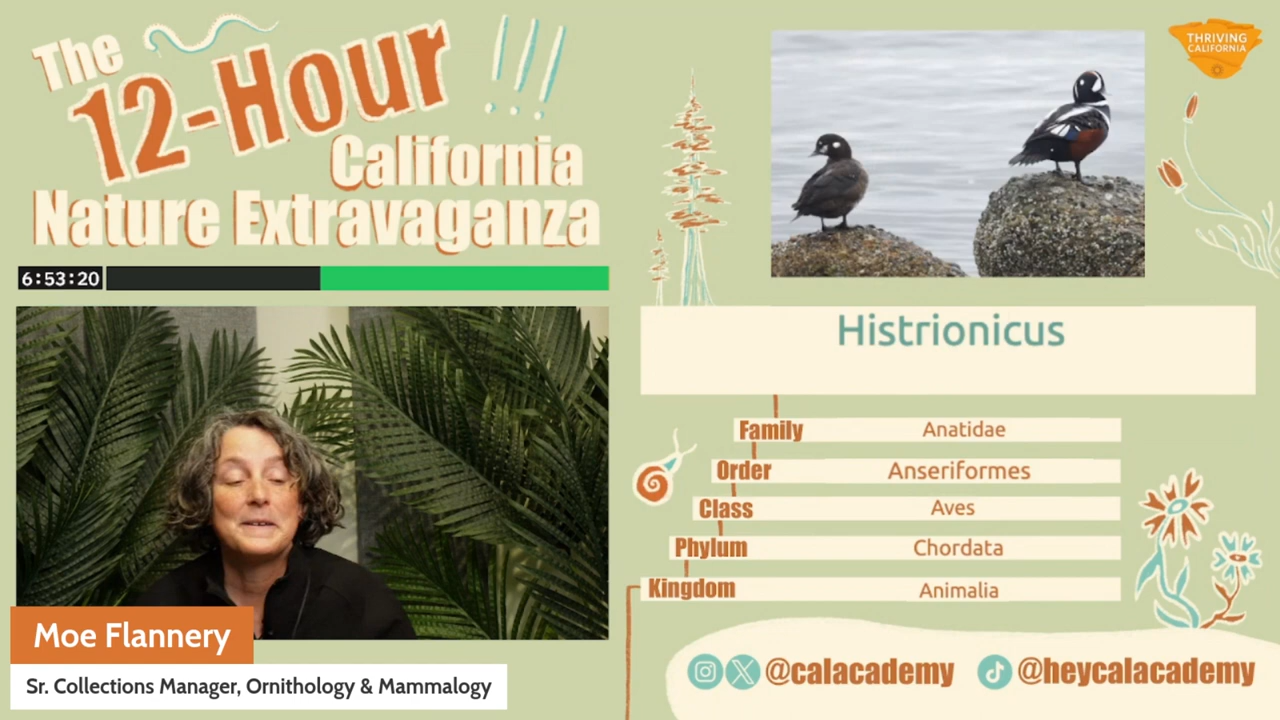 The
12-Hour!!!
California
Nature Extravaganza
6:53:20
Moe Flannery
Sr. Collections Manager, Ornithology & Mammalogy
THRIVING
CALIFORNIA
Histrionicus
Family Anatidae
Order Anseriformes
Class Aves
Phylum Chordata
Kingdom Animalia
@calacademy @heycalacademy